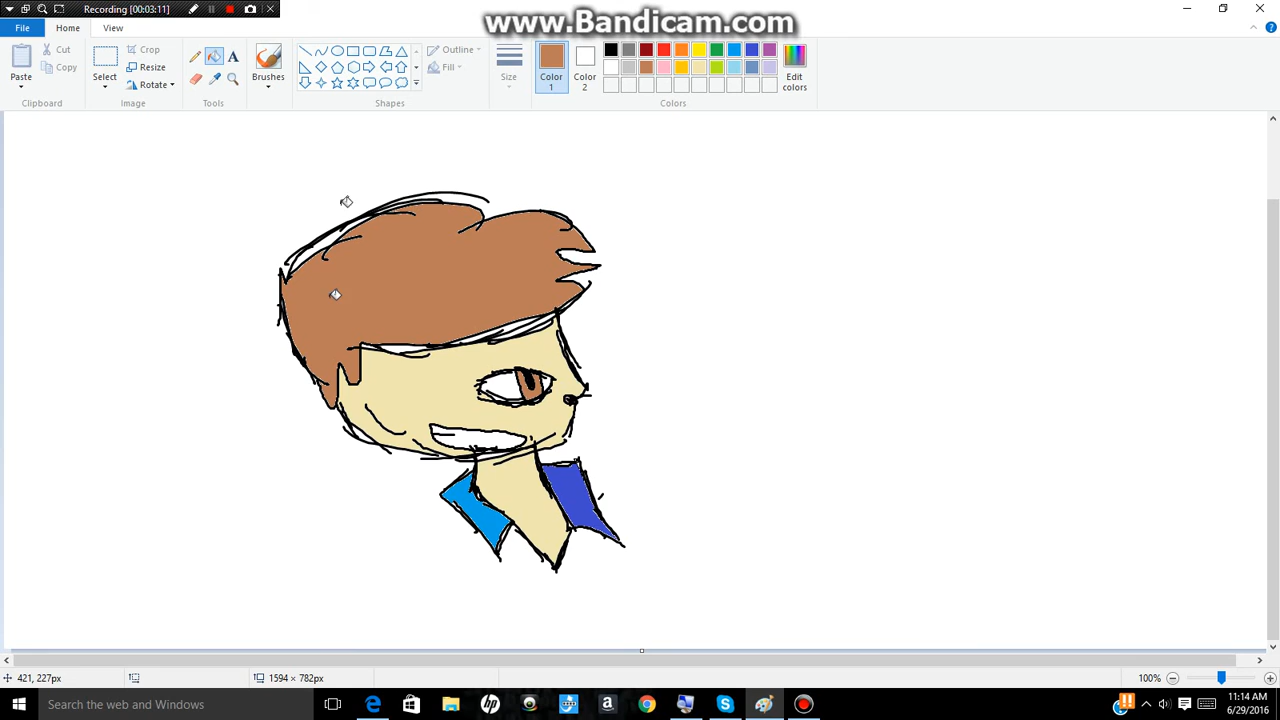 Recording [00:03:11]
www.Bandicam.com
File Home View
Paste
Cut
Copy
Clipboard
Select
Crop
Resize
Rotate
Image
A
Tools
Brushes
Outline
Fill
Shapes
Size
Color 1
Color 2
Edit colors
Colors
421, 227px
1594 × 782px
100%
Search the web and Windows
11:14 AM
6/29/2016